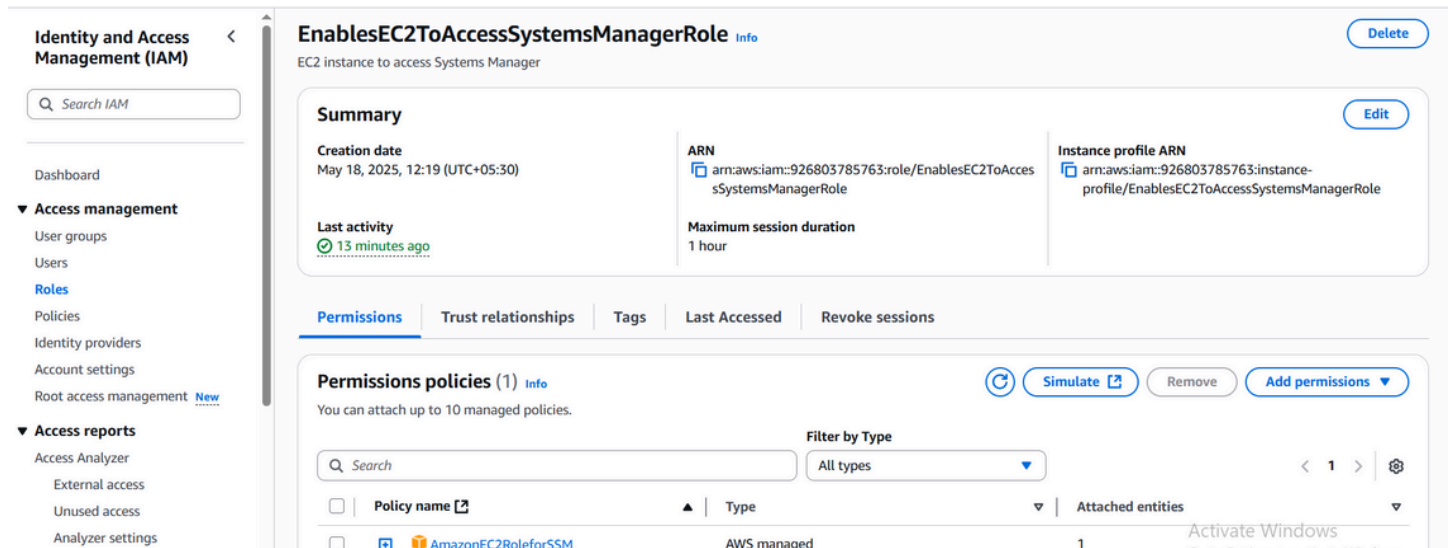 Identity and Access
Management (IAM)
Search IAM
Dashboard
Access management
User groups
Users
Roles
Policies
Identity providers
Account settings
Root access management New
Access reports
Access Analyzer
External access
Unused access
Analyzer settings
EnablesEC2ToAccessSystemsManagerRole Info
Delete
EC2 instance to access Systems Manager
Summary
Edit
Creation date
May 18, 2025, 12:19 (UTC+05:30)
ARN
arn:aws:iam::926803785763:role/EnablesEC2ToAcces
sSystemsManagerRole
Instance profile ARN
arn:aws:iam::926803785763:instance-
profile/EnablesEC2ToAccessSystemsManagerRole
Last activity
13 minutes ago
Maximum session duration
1 hour
Permissions Trust relationships Tags Last Accessed Revoke sessions
Permissions policies (1) Info
Simulate Remove Add permissions
You can attach up to 10 managed policies.
Filter by Type
Search All types 1
Policy name Type Attached entities
AmazonEC2RoleforSSM AWS managed 1
Activate Windows